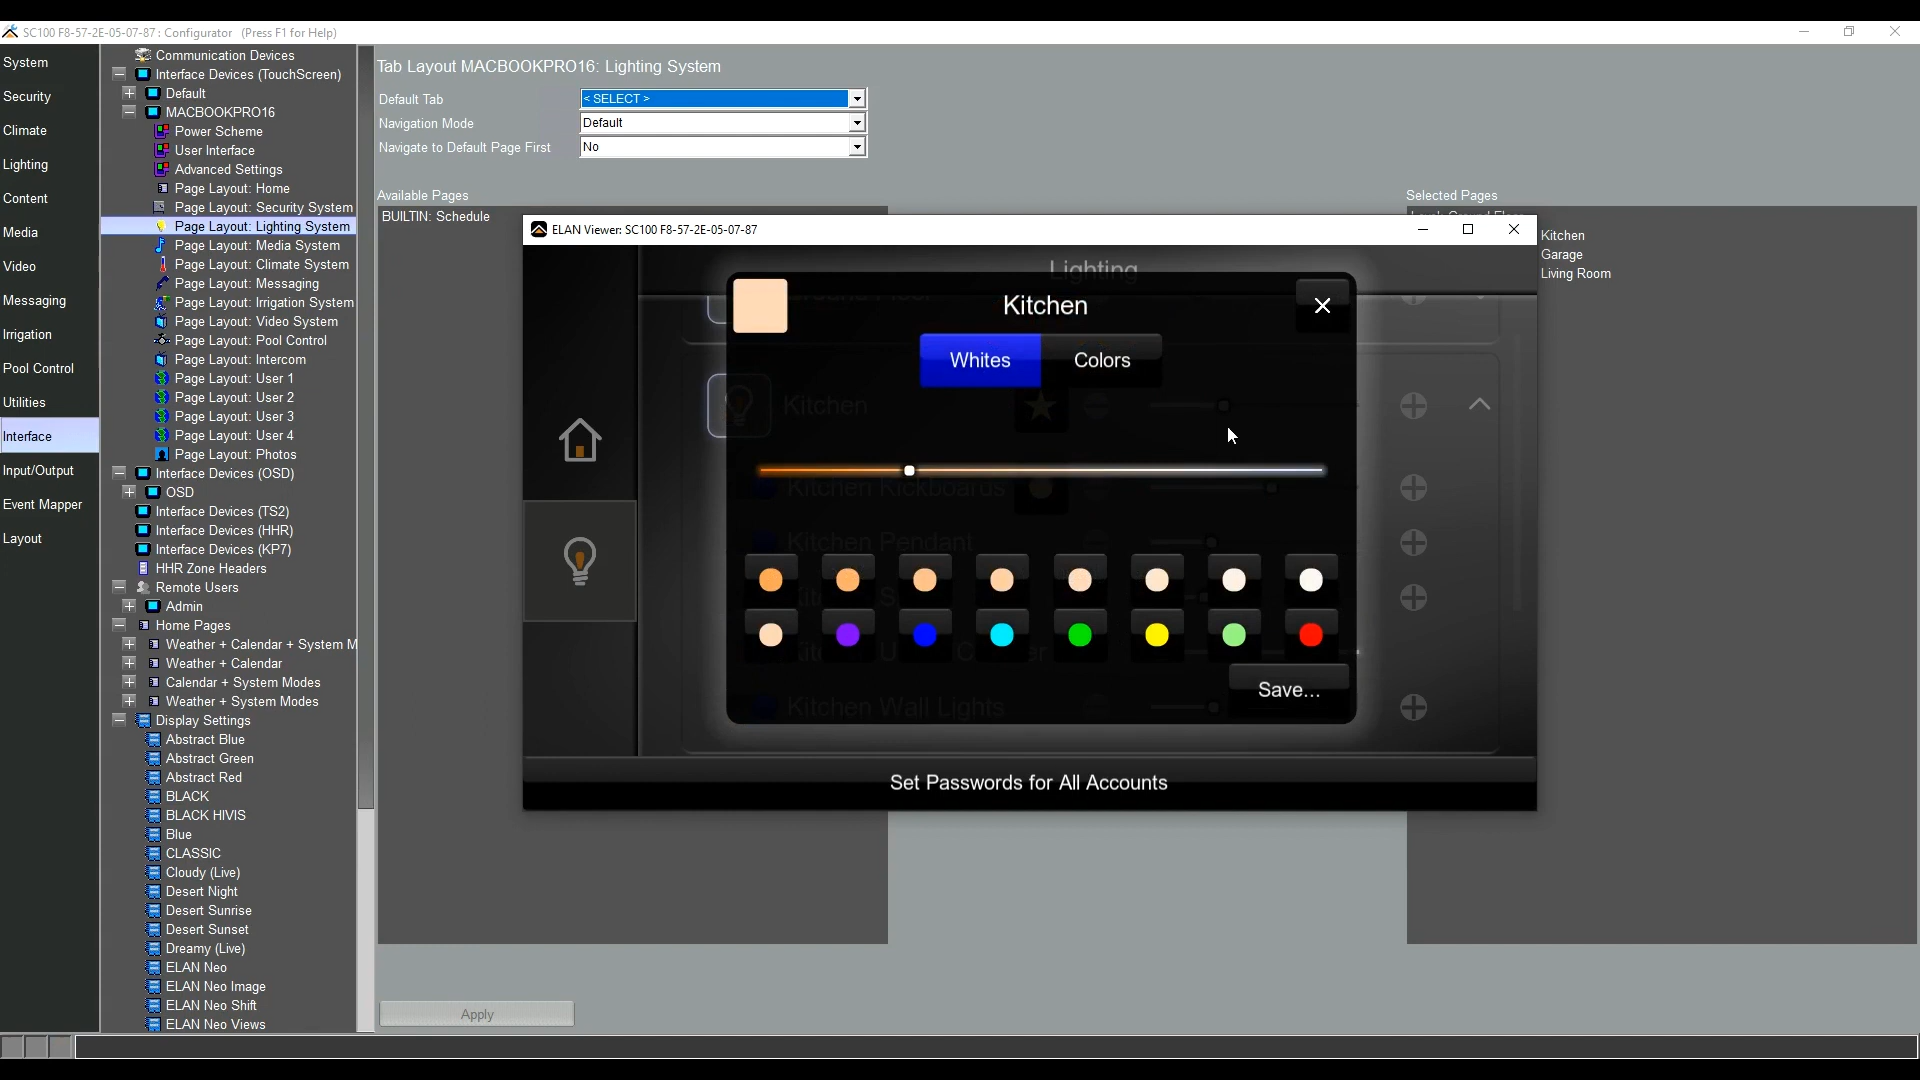 SC100 F8-57-2E-05-07-87 : Configurator (Press F1 for Help)
System
Security
Climate
Lighting
Content
Media
Video
Messaging
Irrigation
Pool Control
Utilities
Interface
Input/Output
Event Mapper
Layout
Communication Devices
Interface Devices (TouchScreen)
Default
MACBOOKPRO16
Power Scheme
User Interface
Advanced Settings
Page Layout: Home
Page Layout: Security System
Page Layout: Lighting System
Page Layout: Media System
Page Layout: Climate System
Page Layout: Messaging
Page Layout: Irrigation System
Page Layout: Video System
Page Layout: Pool Control
Page Layout: Intercom
Page Layout: User 1
Page Layout: User 2
Page Layout: User 3
Page Layout: User 4
Page Layout: Photos
Interface Devices (OSD)
OSD
Interface Devices (TS2)
Interface Devices (HHR)
Interface Devices (KP7)
HHR Zone Headers
Remote Users
Admin
Home Pages
Weather + Calendar + System M
Weather + Calendar
Calendar + System Modes
Weather + System Modes
Display Settings
Abstract Blue
Abstract Green
Abstract Red
BLACK
BLACK HIVIS
Blue
CLASSIC
Cloudy (Live)
Desert Night
Desert Sunrise
Desert Sunset
Dreamy (Live)
ELAN Neo
ELAN Neo Image
ELAN Neo Shift
ELAN Neo Views
Tab Layout MACBOOKPRO16: Lighting System
Default Tab
< SELECT >
Navigation Mode
Default
Navigate to Default Page First
No
Available Pages
BUILTIN: Schedule
Selected Pages
Kitchen
Garage
Living Room
ELAN Viewer: SC100 F8-57-2E-05-07-87
Lighting
Kitchen
Whites
Colors
Kitchen
Kitchen Kickboards
Kitchen Pendant
Kitchen Wall Lights
Save...
Set Passwords for All Accounts
Apply